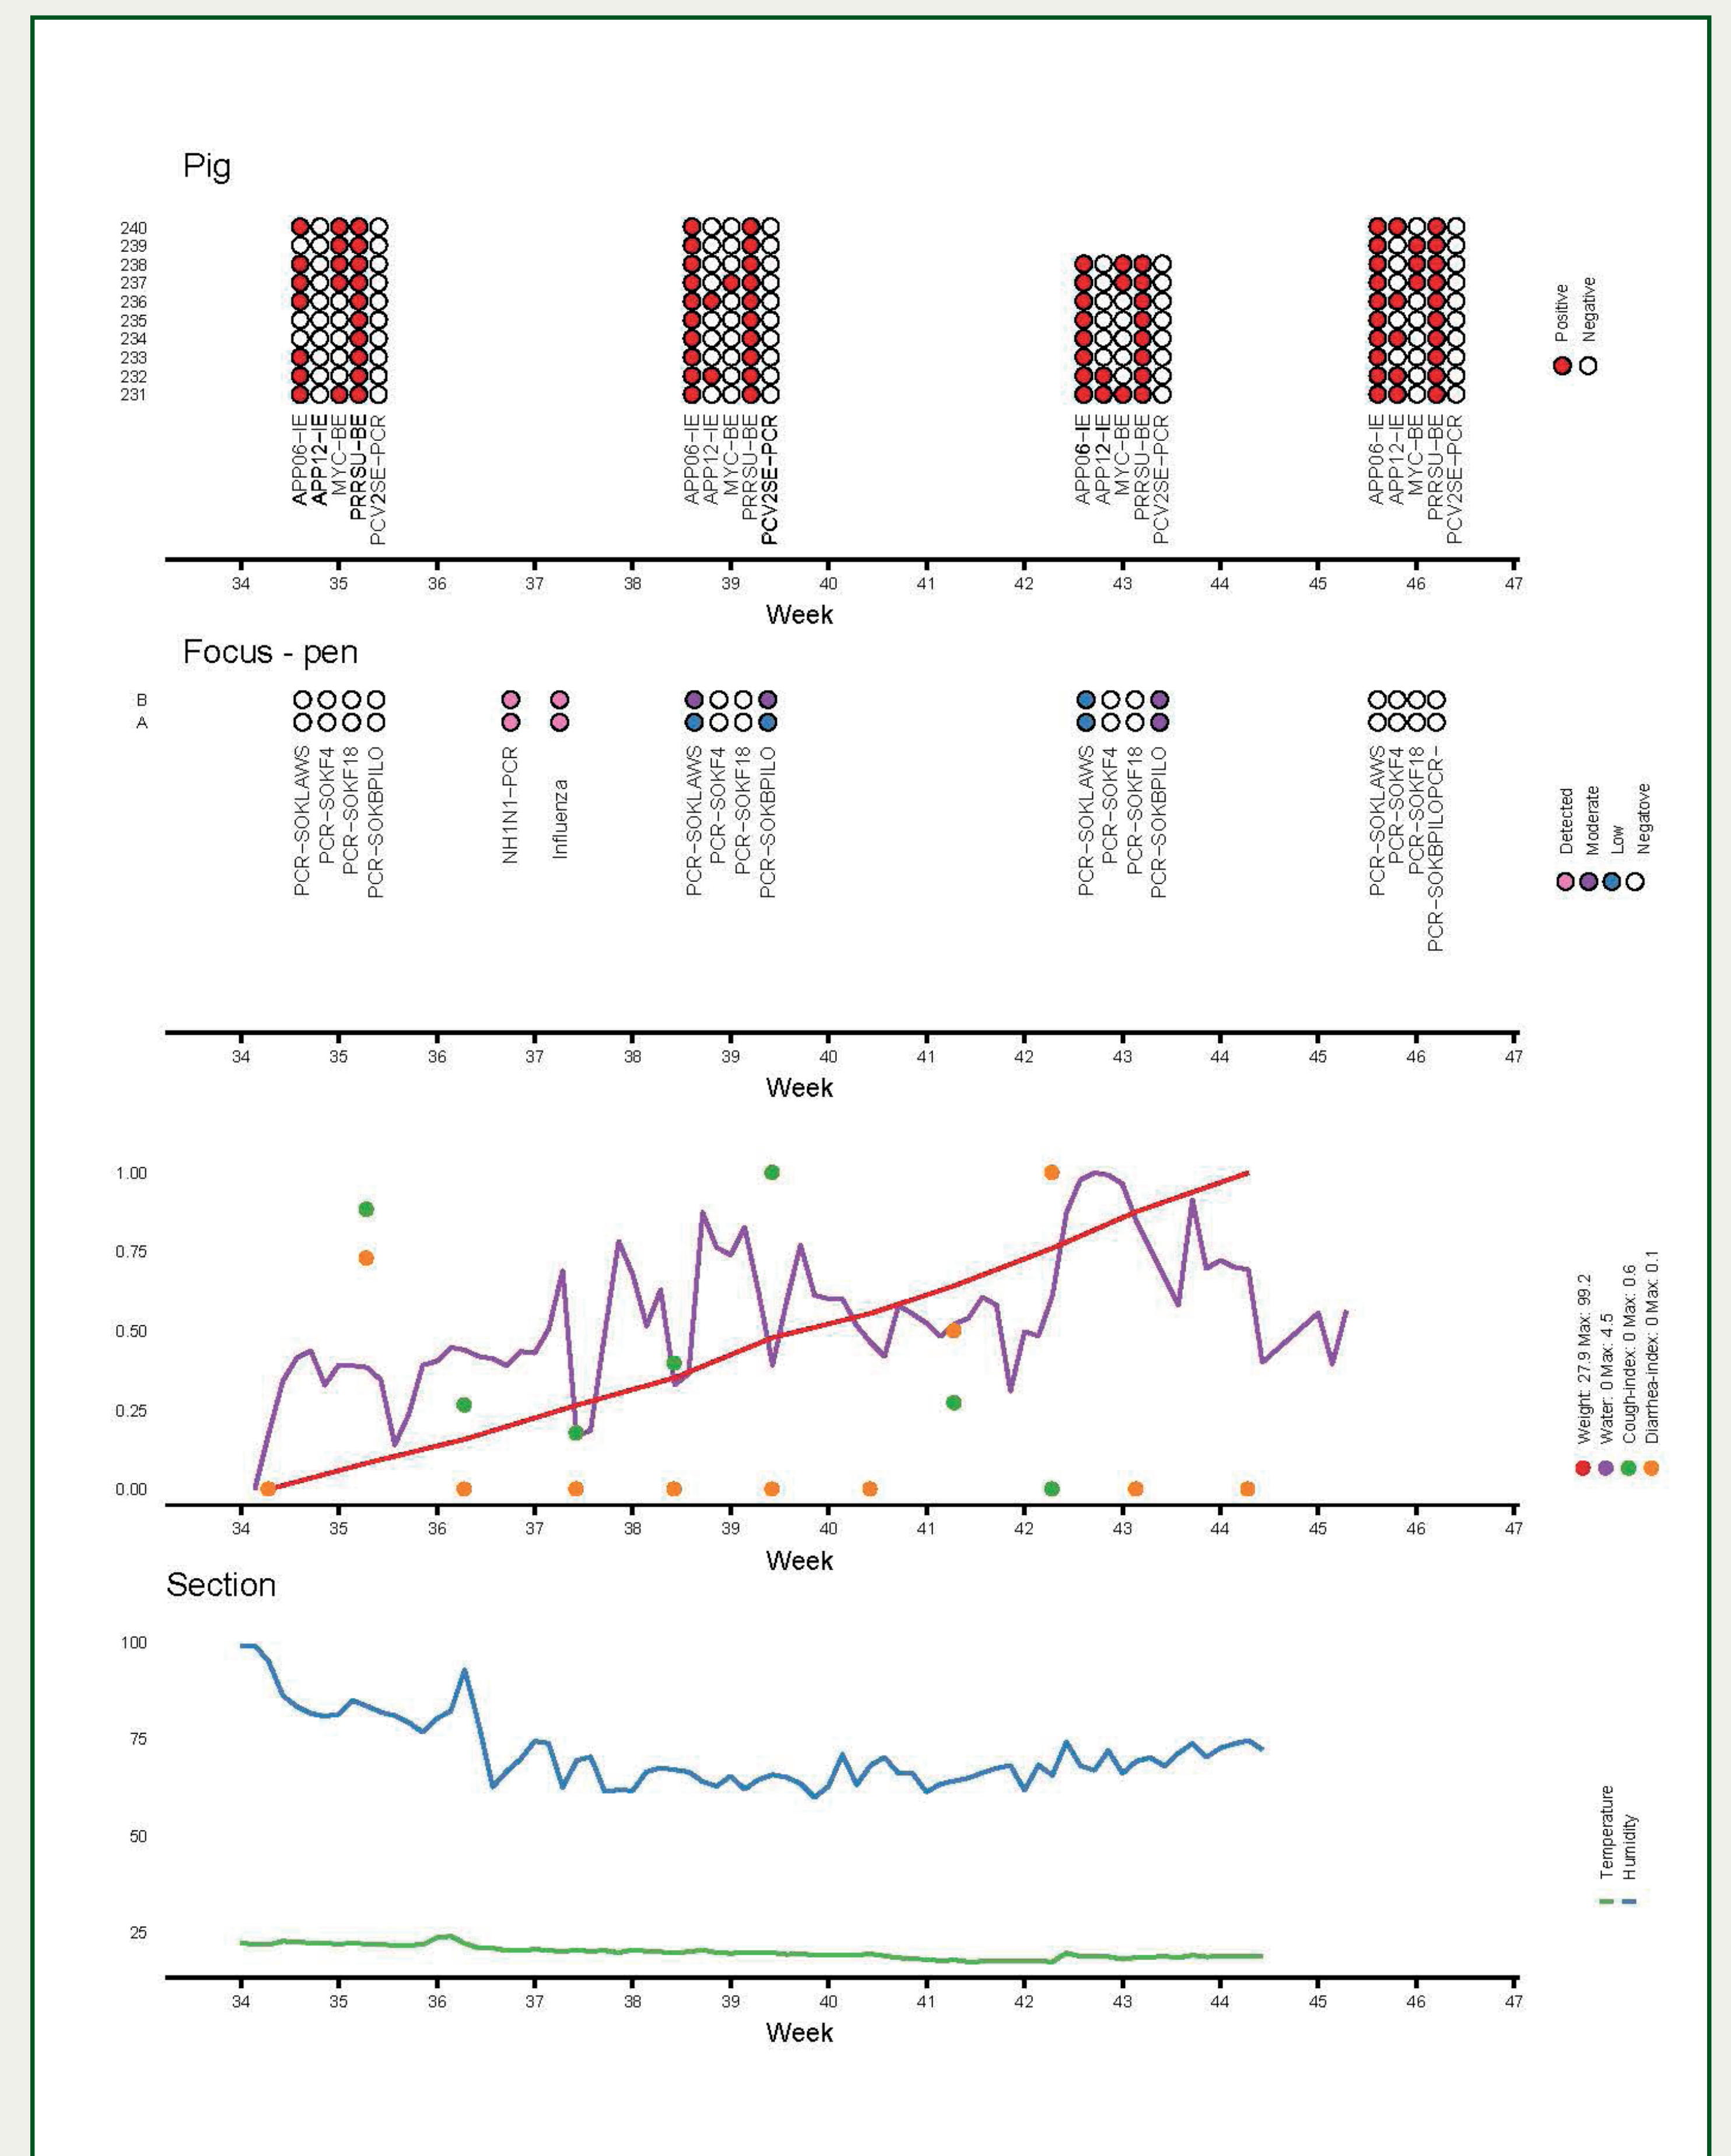 Pig
240
239
238
237
236
235
234
233
232
231
APP06-IE APP12-IE MYC-BE PRRSU-BE PCV2SE-PCR
APP06-IE APP12-IE MYC-BE PRRSU-BE PCV2SE-PCR
APP06-IE APP12-IE MYC-BE PRRSU-BE PCV2SE-PCR
APP06-IE APP12-IE MYC-BE PRRSU-BE PCV2SE-PCR
Positive
Negative
34 35 36 37 38 39 40 41 42 43 44 45 46 47
Week
Focus - pen
B
A
PCR-SOKLAWS PCR-SOKF4 PCR-SOKF18 PCR-SOKBPILO
NH1N1-PCR
Influenza
PCR-SOKLAWS PCR-SOKF4 PCR-SOKF18 PCR-SOKBPILO
PCR-SOKLAWS PCR-SOKF4 PCR-SOKF18 PCR-SOKBPILO
PCR-SOKLAWS PCR-SOKF4 PCR-SOKF18 PCR-SOKBPILOPCR-
Detected
Moderate
Low
Negatove
34 35 36 37 38 39 40 41 42 43 44 45 46 47
Week
1.00
0.75
0.50
0.25
0.00
Weight: 27.9 Max: 99.2
Water: 0 Max: 4.5
Cough-index: 0 Max: 0.6
Diarrhea-index: 0 Max: 0.1
34 35 36 37 38 39 40 41 42 43 44 45 46 47
Week
Section
100
75
50
25
Temperature
Humidity
34 35 36 37 38 39 40 41 42 43 44 45 46 47
Week